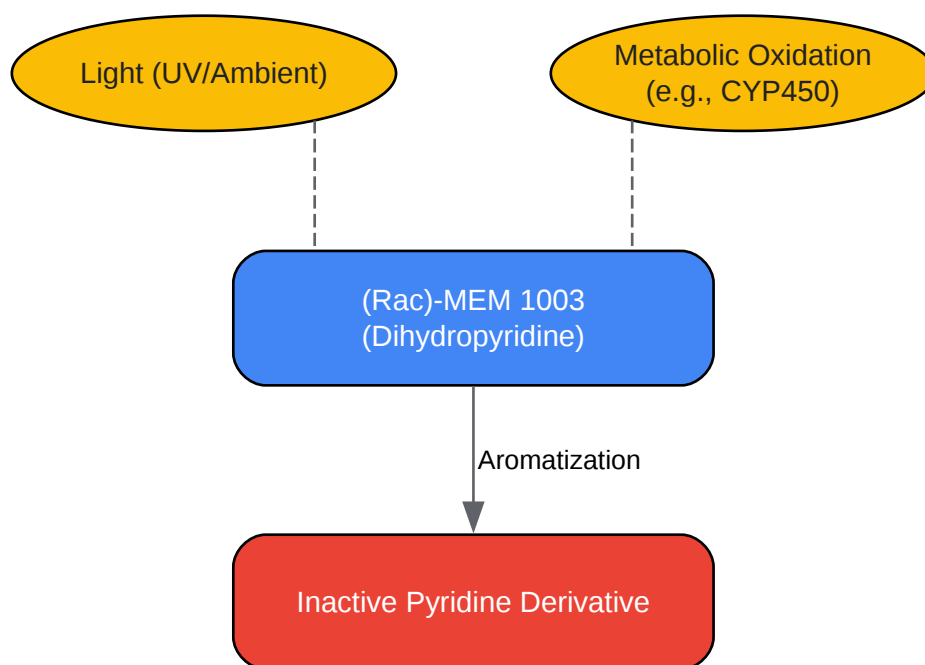 Light (UV/Ambient)
Metabolic Oxidation
(e.g., CYP450)
(Rac)-MEM 1003
(Dihydropyridine)
Aromatization
Inactive Pyridine Derivative